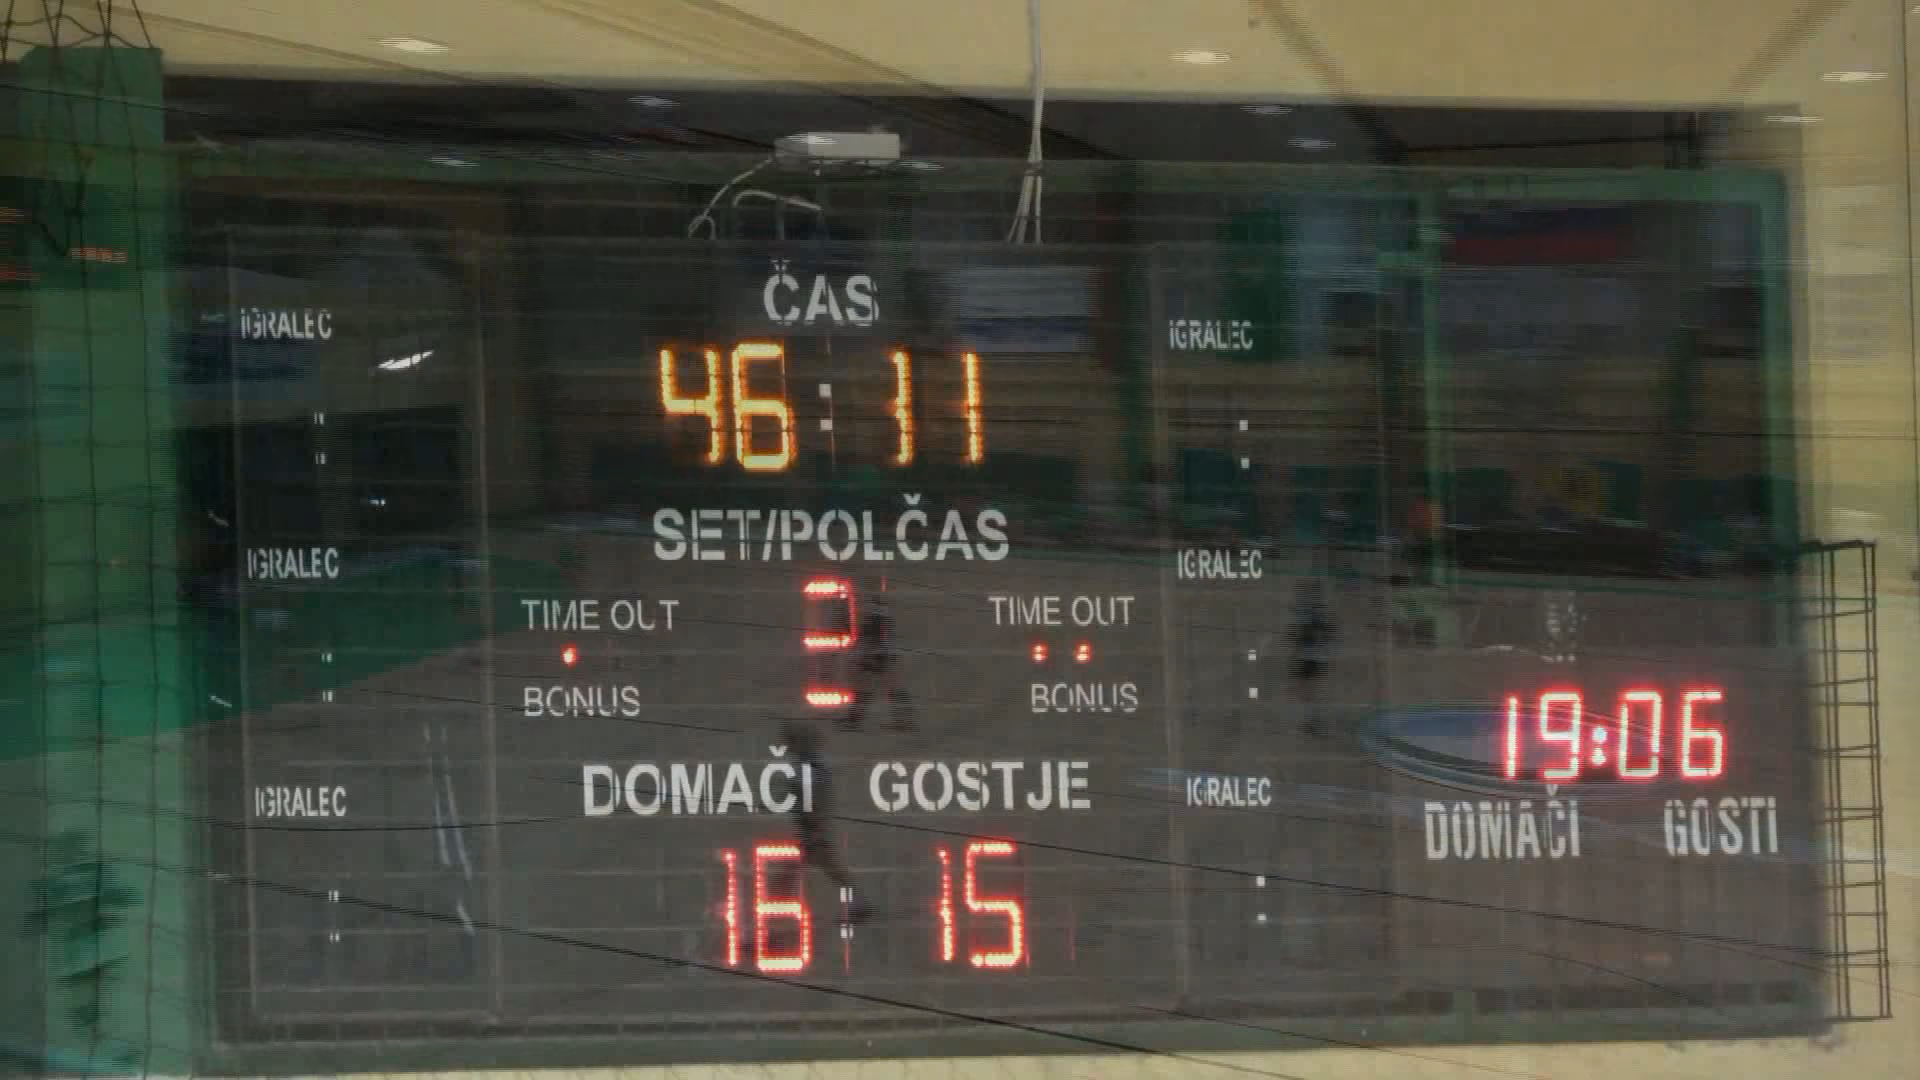 ČAS
IGRALEC
IGRALEC
46:11
SET/POLČAS
IGRALEC
IGRALEC
TIME OUT
2
TIME OUT
BONUS
BONUS
19:06
DOMAČI
GOSTJE
IGRALEC
IGRALEC
DOMAČI
GOSTI
16:15